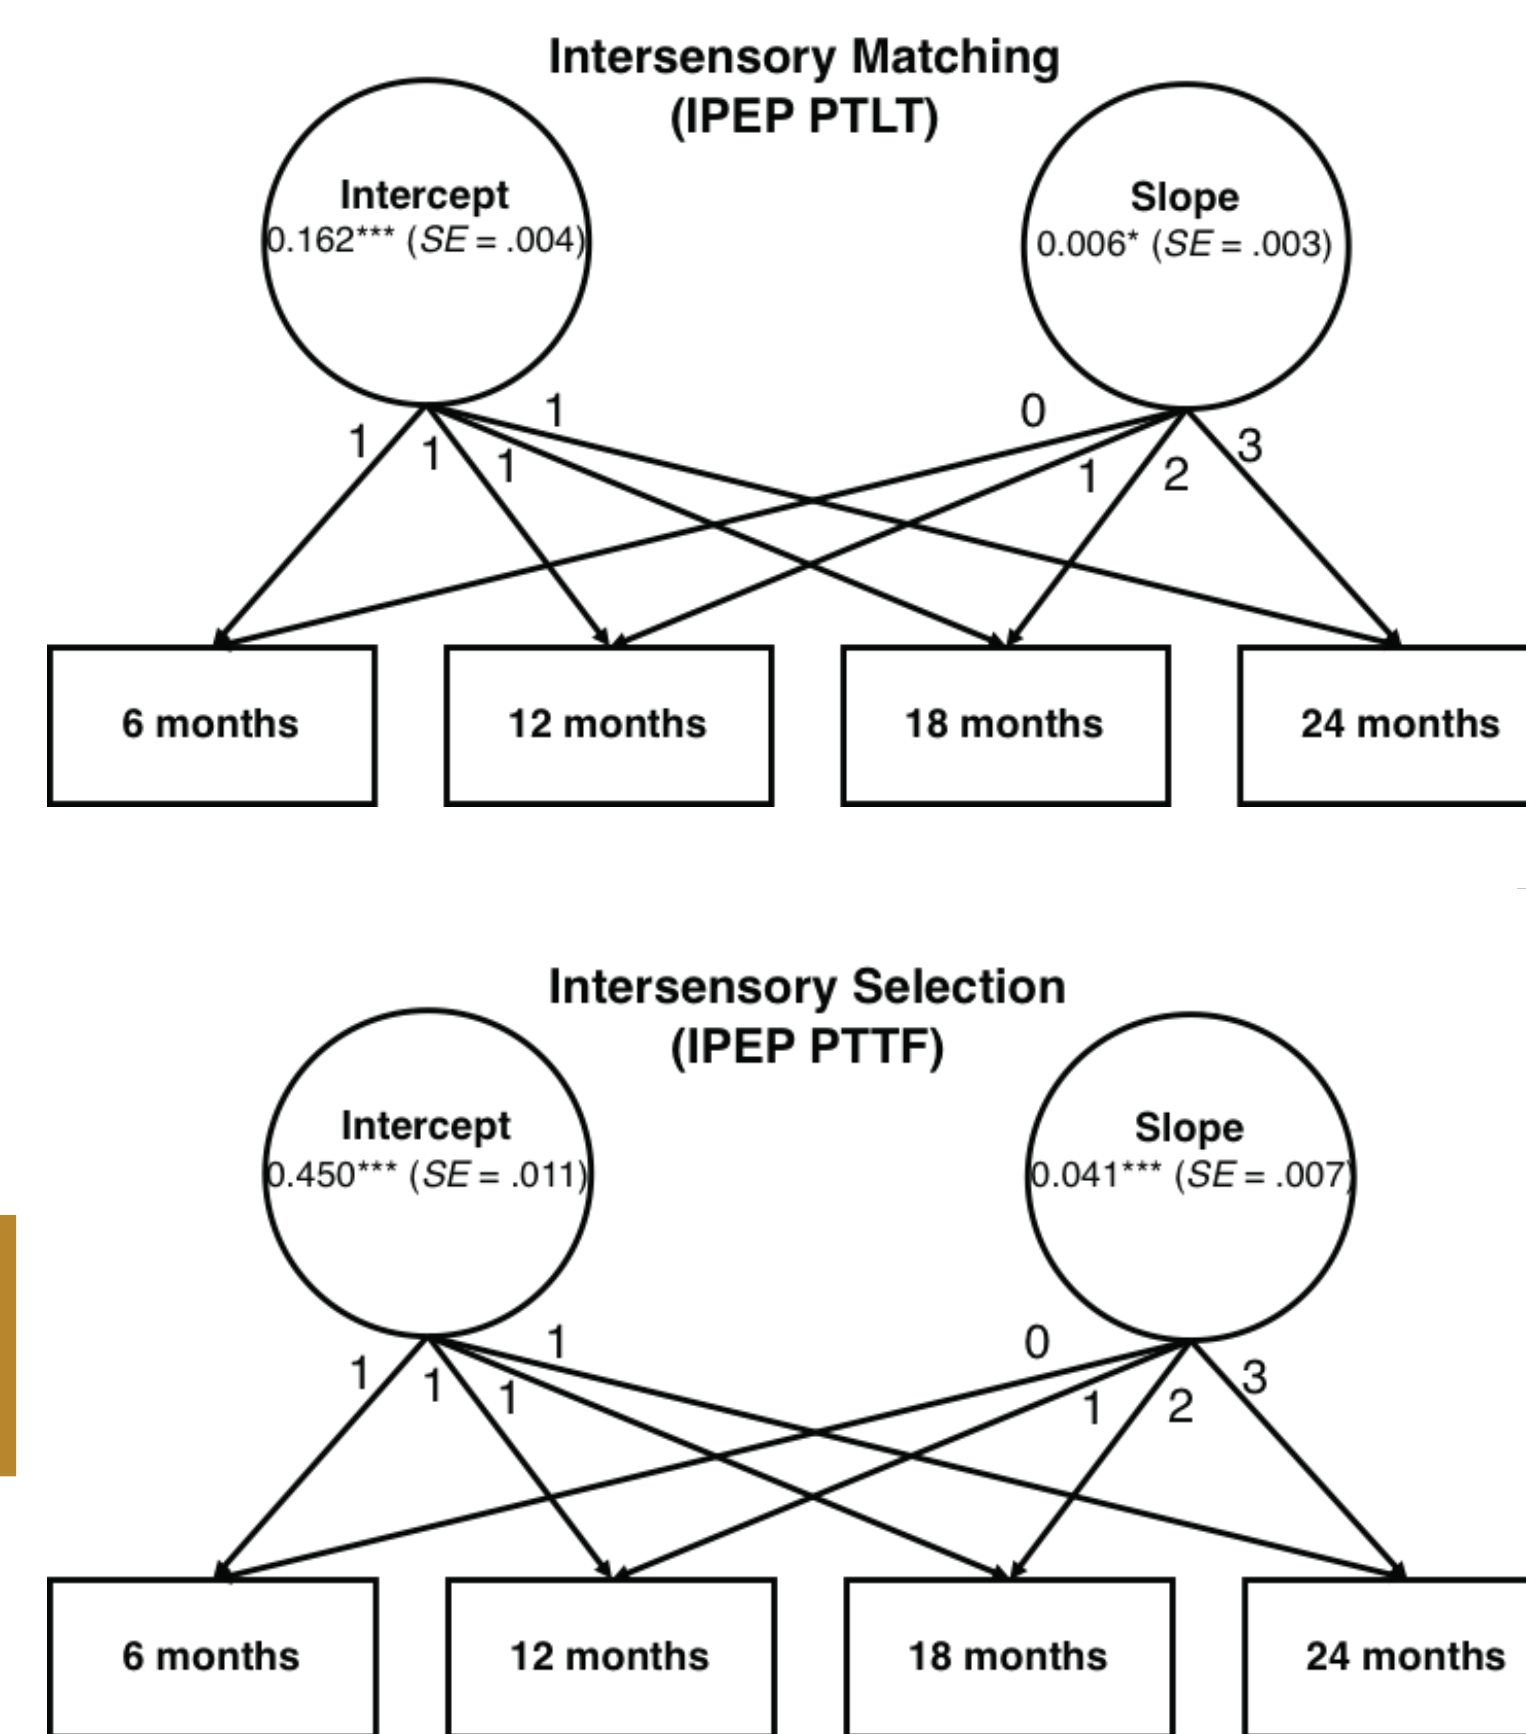 Intersensory Matching
(IPEP PTLT)
Intercept
0.162*** (SE = .004)
Slope
0.006* (SE = .003)
1
1
1
1
0
1
2
3
6 months
12 months
18 months
24 months
Intersensory Selection
(IPEP PTTF)
Intercept
0.450*** (SE = .011)
Slope
0.041*** (SE = .007)
1
1
1
1
0
1
2
3
6 months
12 months
18 months
24 months